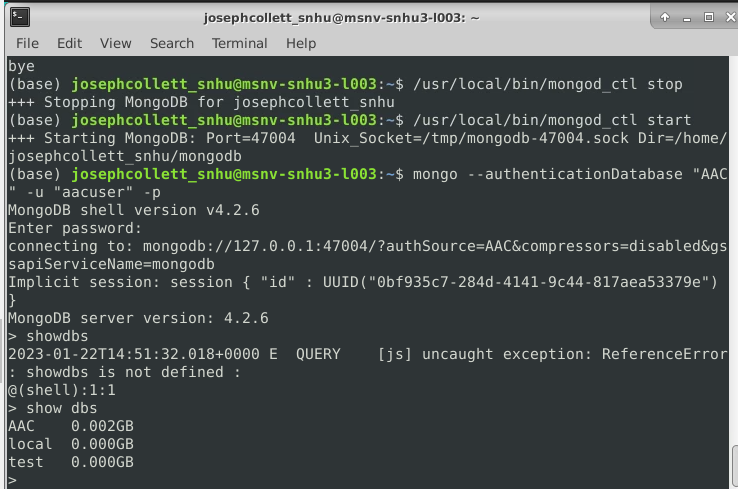 josephcollett_snhu@msnv-snhu3-l003: ~
File Edit View Search Terminal Help
bye
(base) josephcollett_snhu@msnv-snhu3-l003:~$ /usr/local/bin/mongod_ctl stop
+++ Stopping MongoDB for josephcollett_snhu
(base) josephcollett_snhu@msnv-snhu3-l003:~$ /usr/local/bin/mongod_ctl start
+++ Starting MongoDB: Port=47004  Unix_Socket=/tmp/mongodb-47004.sock Dir=/home/
josephcollett_snhu/mongodb
(base) josephcollett_snhu@msnv-snhu3-l003:~$ mongo --authenticationDatabase "AAC
" -u "aacuser" -p
MongoDB shell version v4.2.6
Enter password:
connecting to: mongodb://127.0.0.1:47004/?authSource=AAC&compressors=disabled&gs
sapiServiceName=mongodb
Implicit session: session { "id" : UUID("0bf935c7-284d-4141-9c44-817aea53379e")
}
MongoDB server version: 4.2.6
> showdbs
2023-01-22T14:51:32.018+0000 E  QUERY    [js] uncaught exception: ReferenceError
: showdbs is not defined :
@(shell):1:1
> show dbs
AAC    0.002GB
local  0.000GB
test   0.000GB
>